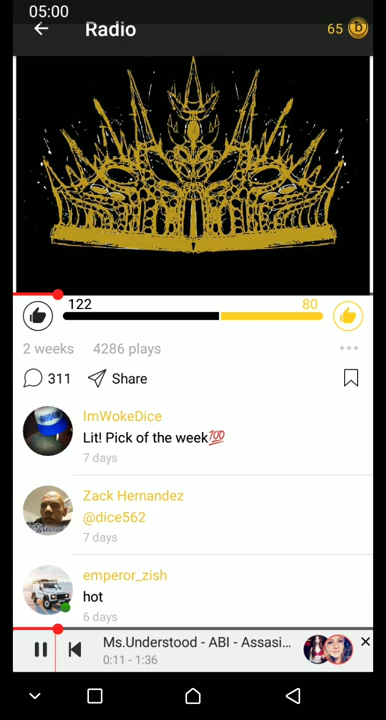 05:00
Radio
65
122
80
2 weeks 4286 plays
311 Share
ImWokeDice
Lit! Pick of the week💯
7 days
Zack Hernandez
@dice562
7 days
emperor_zish
hot
6 days
Ms.Understood - ABI - Assasi...
0:11 - 1:36